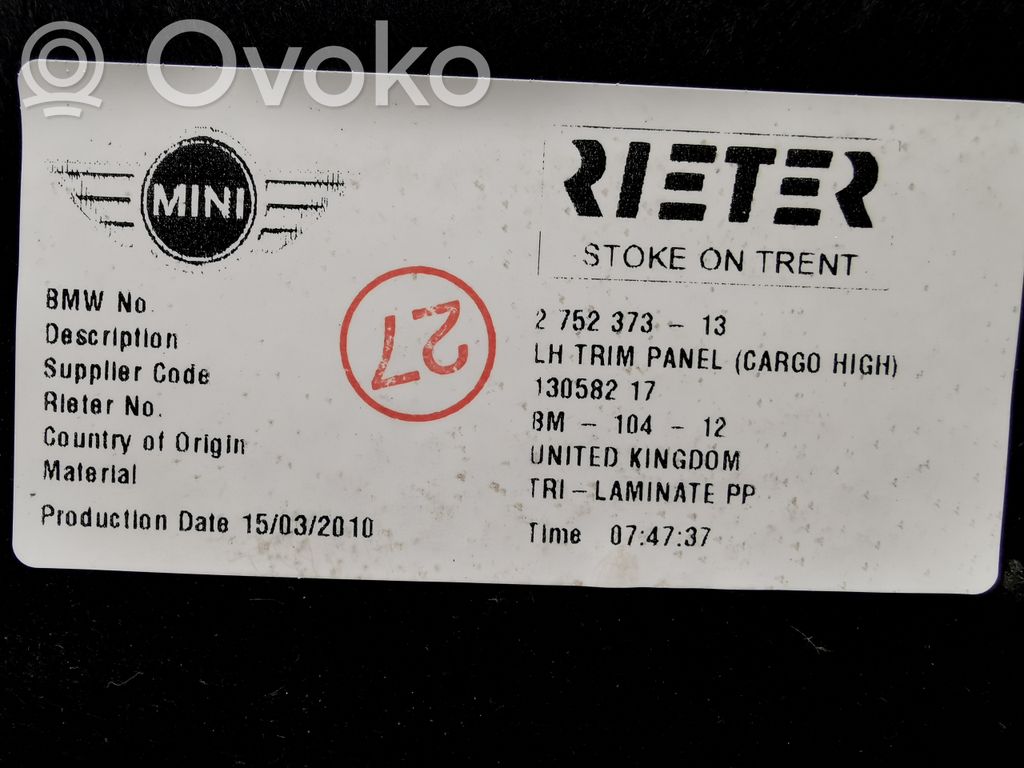 Ovoko
MINI
RIETER
STOKE ON TRENT
27
BMW No. 2 752 373 - 13
Description LH TRIM PANEL (CARGO HIGH)
Supplier Code 130582 17
Rieter No. BM - 104 - 12
Country of Origin UNITED KINGDOM
Material TRI - LAMINATE PP
Production Date 15/03/2010 Time 07:47:37